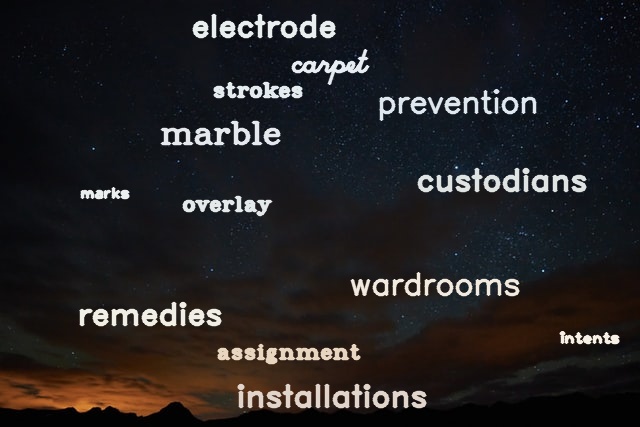 electrode
carpet
strokes
prevention
marble
custodians
marks
overlay
wardrooms
remedies
intents
assignment
installations